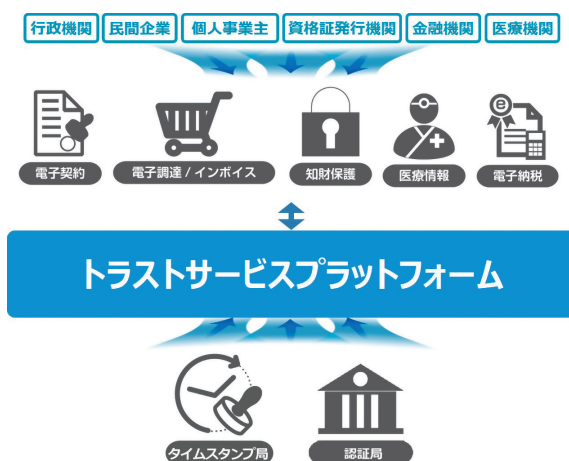 行政機関 民間企業 個人事業主 資格証発行機関 金融機関 医療機関
e
電子契約 電子調達 / インボイス 知財保護 医療情報 電子納税
トラストサービスプラットフォーム
タイムスタンプ局 認証局